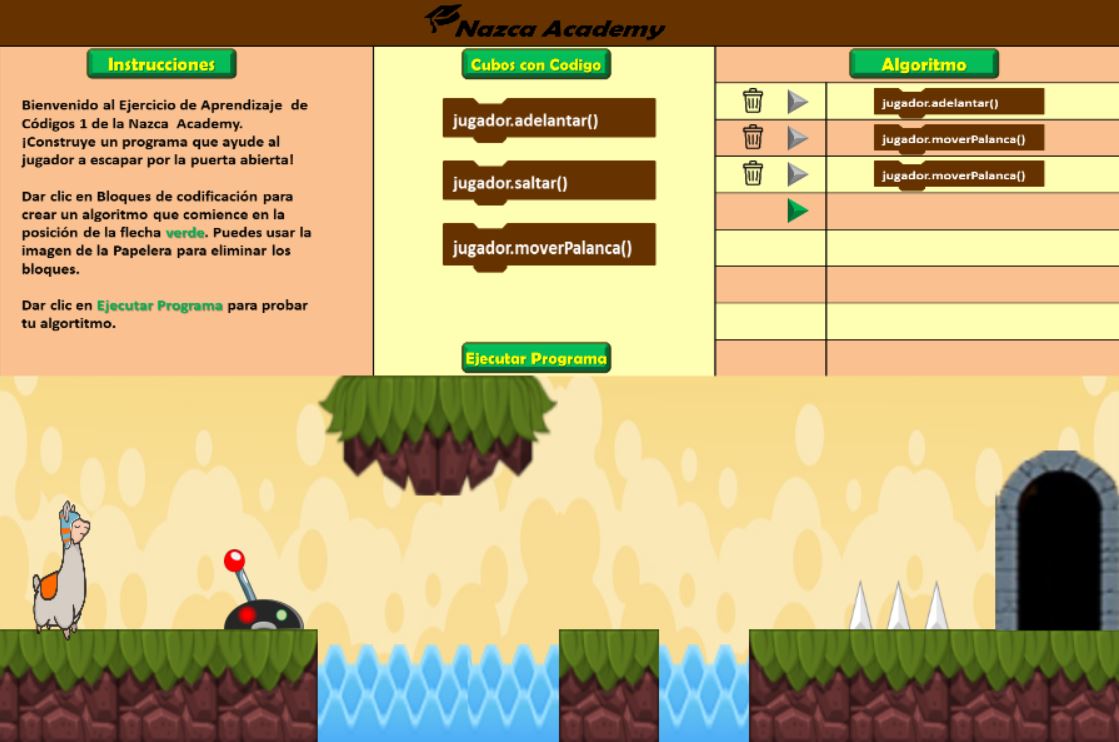 Nazca Academy
Instrucciones
Bienvenido al Ejercicio de Aprendizaje de
Códigos 1 de la Nazca Academy.
¡Construye un programa que ayude al
jugador a escapar por la puerta abierta!
Dar clic en Bloques de codificación para
crear un algoritmo que comience en la
posición de la flecha verde. Puedes usar la
imagen de la Papelera para eliminar los
bloques.
Dar clic en Ejecutar Programa para probar
tu algortitmo.
Cubos con Codigo
jugador.adelantar()
jugador.saltar()
jugador.moverPalanca()
Ejecutar Programa
Algoritmo
jugador.adelantar()
jugador.moverPalanca()
jugador.moverPalanca()